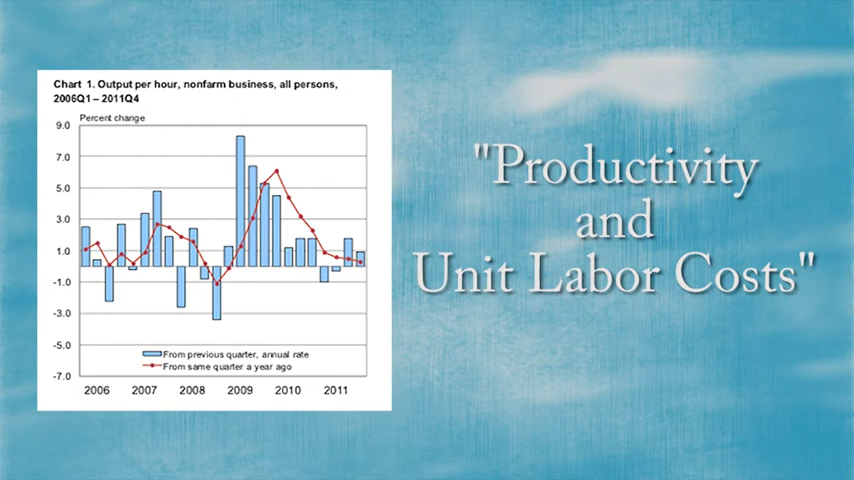 Chart 1. Output per hour, nonfarm business, all persons,
2006Q1 – 2011Q4
Percent change
9.0
7.0
5.0
3.0
1.0
-1.0
-3.0
-5.0
-7.0
From previous quarter, annual rate
From same quarter a year ago
2006 2007 2008 2009 2010 2011
"Productivity
and
Unit Labor Costs"